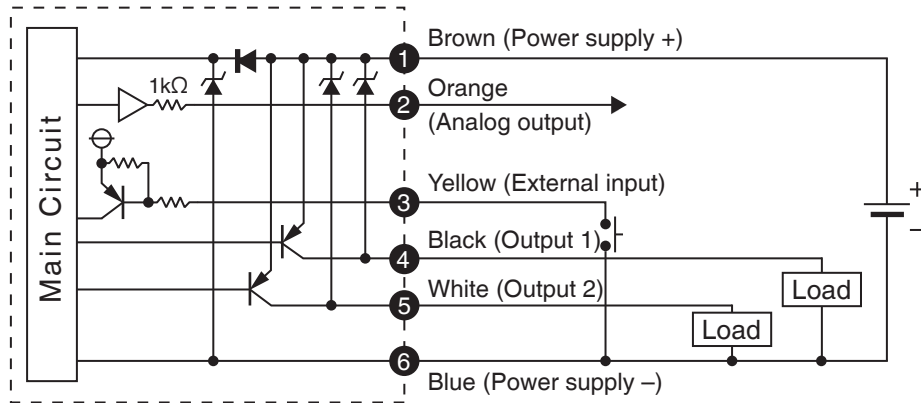 Main Circuit
1kΩ
1 Brown (Power supply +)
2 Orange
(Analog output)
3 Yellow (External input)
4 Black (Output 1)
5 White (Output 2)
6
Blue (Power supply –)
Load
Load
+
–